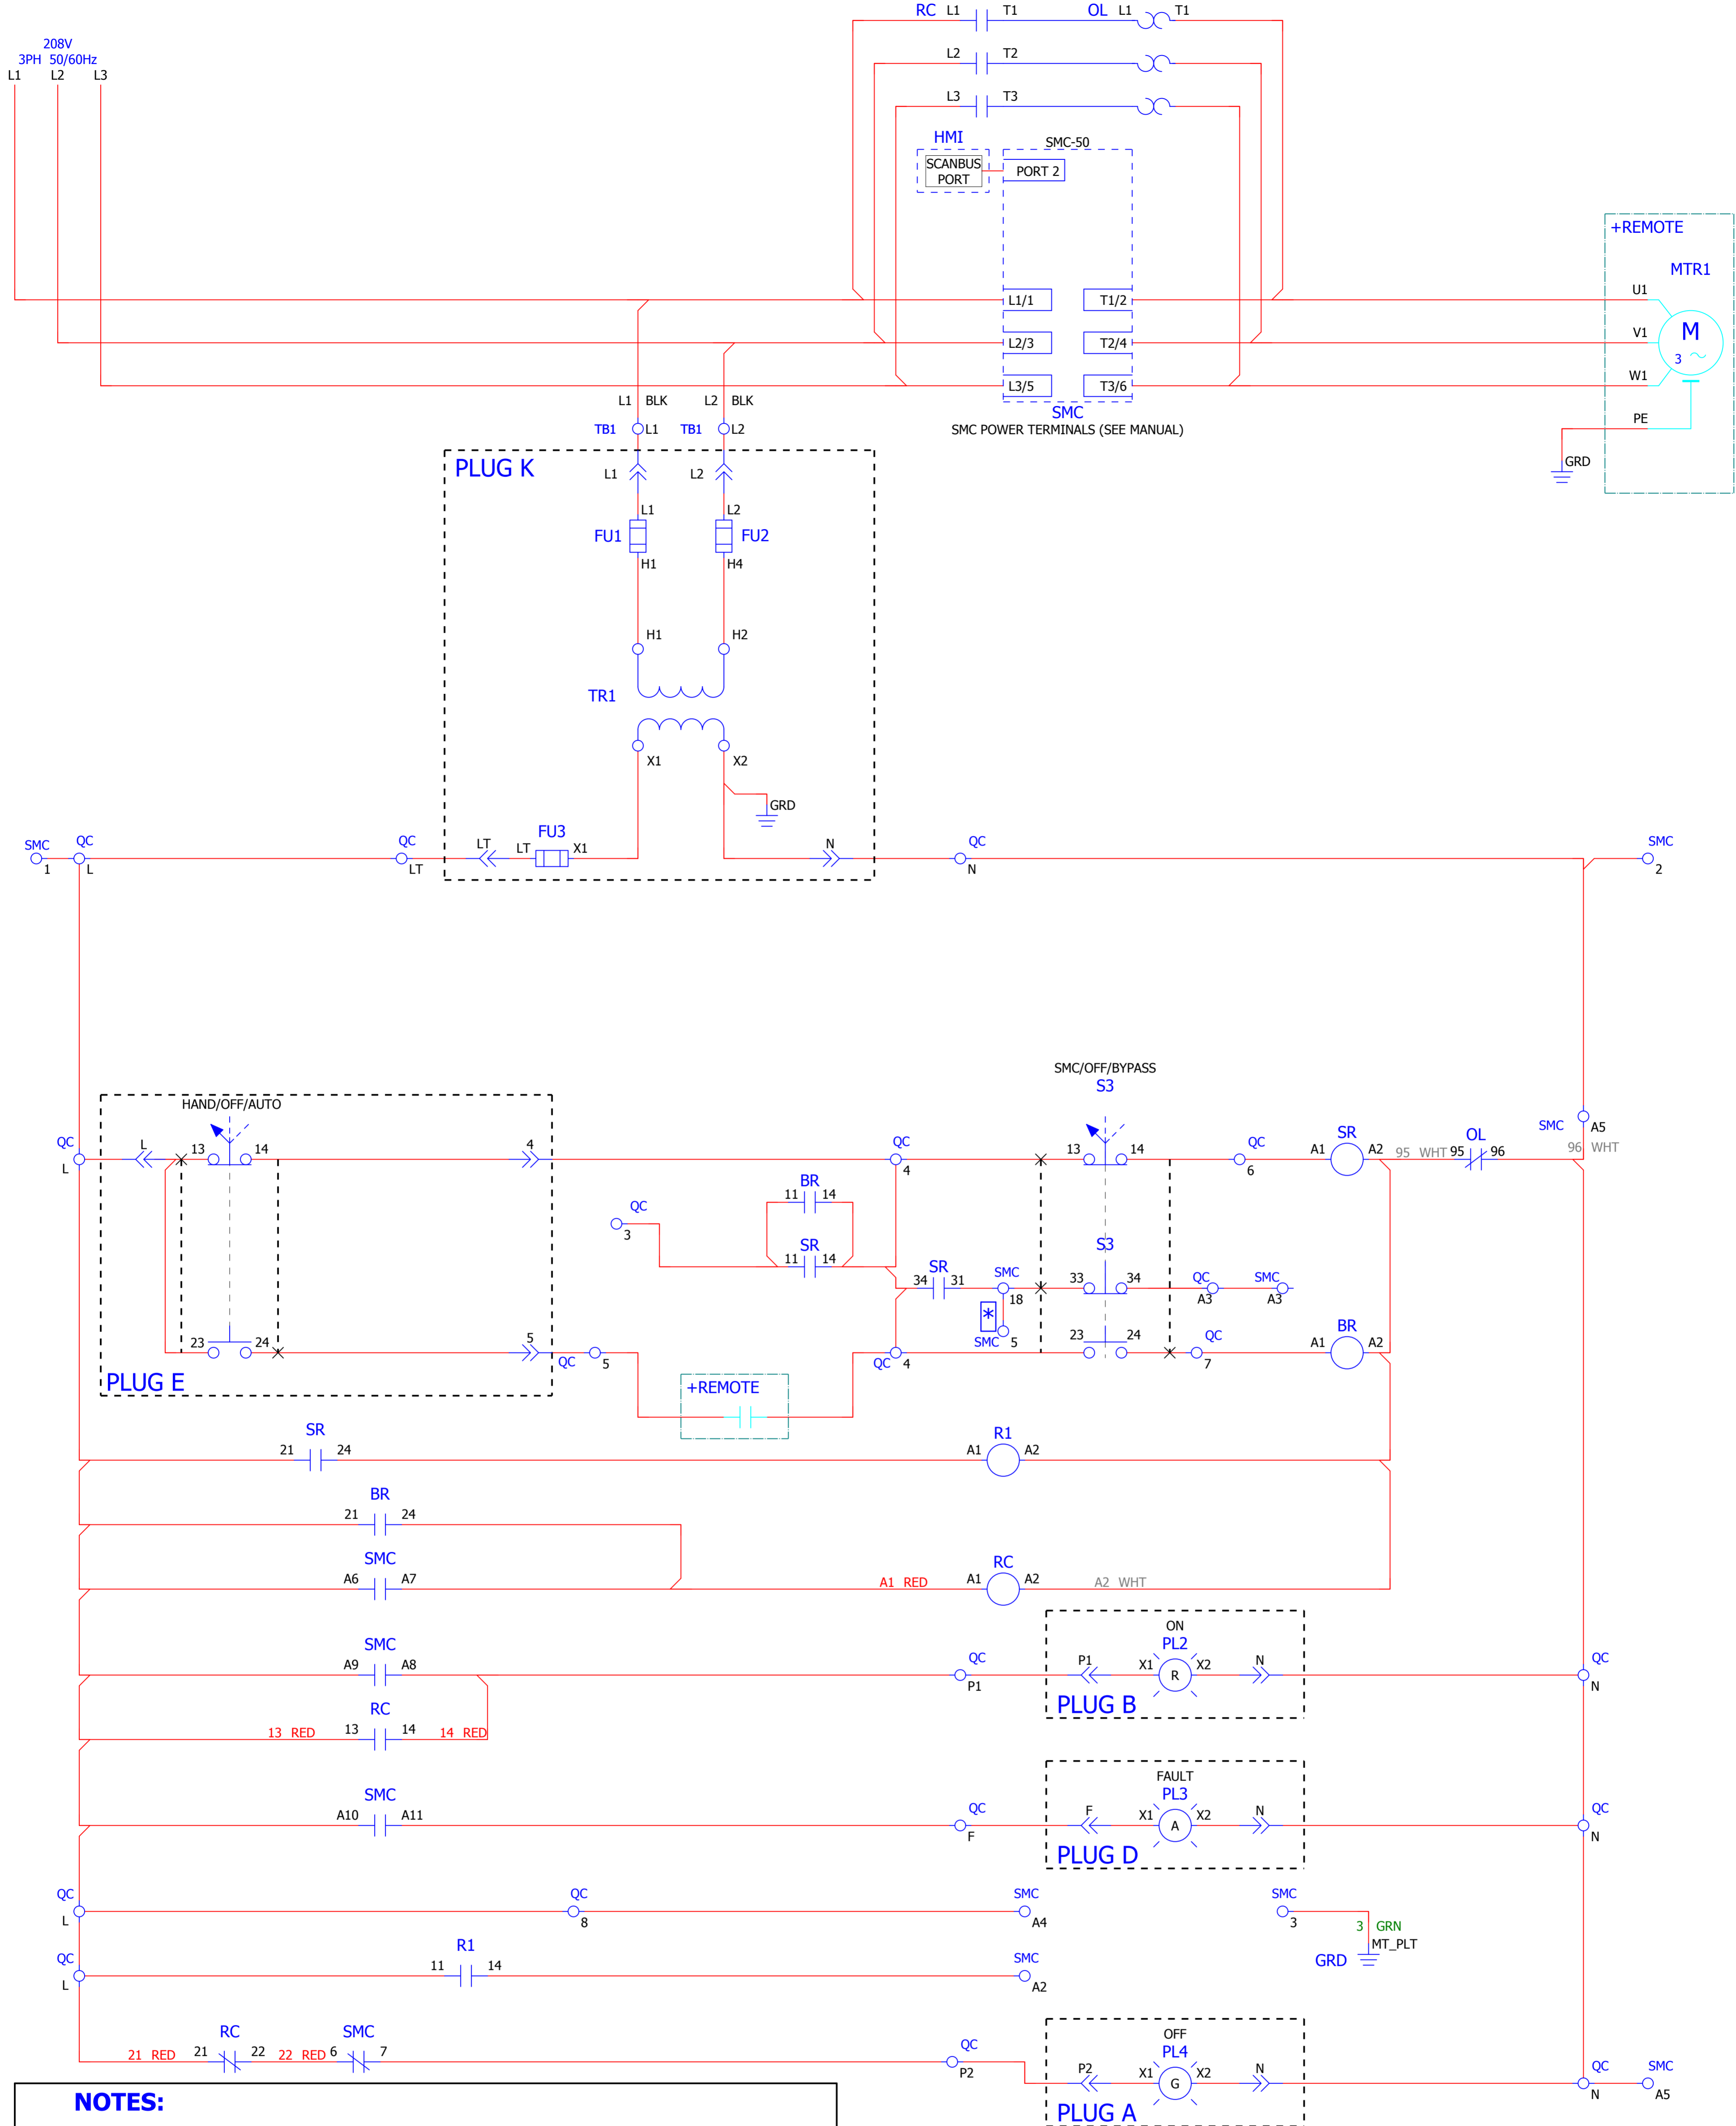 RC L1 T1 OL L1 T1
208V
3PH 50/60Hz
L1 L2 L3
L2 T2
L3 T3
HMI
SMC-50
SCANBUS
PORT
PORT 2
+REMOTE
MTR1
L1/1 T1/2 U1
L2/3 T2/4 V1 M
3
L3/5 T3/6 W1
SMC
SMC POWER TERMINALS (SEE MANUAL)
PE
GRD
L1 BLK L2 BLK
TB1 L1 TB1 L2
PLUG K
L1 L2
L1 L2
FU1 FU2
H1 H4
H1 H2
TR1
X1 X2
GRD
SMC QC QC FU3 QC SMC
LT LT X1 N
1 L LT N 2
SMC/OFF/BYPASS
S3
HAND/OFF/AUTO
SMC A5
QC L 13 14 4 QC 13 14 QC A1 SR A2 95 WHT 95 OL 96 96 WHT
L 4 6
BR
11 14
QC
3
SR
11 14
SR S3
34 31 SMC 33 34 QC SMC
18 A3 A3
*
23 24 5 SMC 5 23 24 QC A1 BR A2
QC 5 QC 4 7
PLUG E
+REMOTE
SR R1
21 24 A1 A2
BR
21 24
SMC RC
A6 A7 A1 RED A1 A2 A2 WHT
ON
SMC PL2
A9 A8 QC P1 X1 R X2 N QC
P1 N
PLUG B
RC
13 RED 13 14 14 RED
FAULT
SMC PL3
A10 A11 QC F X1 A X2 N QC
F N
PLUG D
QC QC SMC SMC
L 8 A4 3
3 GRN
MT_PLT
GRD
QC R1 SMC
L 11 14 A2
OFF
RC SMC PL4
21 RED 21 22 22 RED 6 7 QC P2 X1 G X2 N QC SMC
P2 N A5
PLUG A
NOTES: